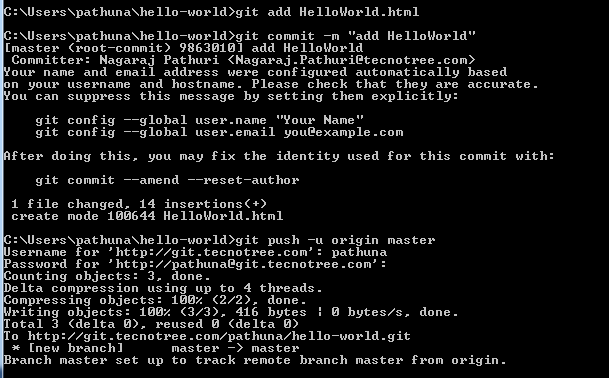 C:\Users\pathuna\hello-world>git add HelloWorld.html
C:\Users\pathuna\hello-world>git commit -m "add HelloWorld"
[master (root-commit) 9863010] add HelloWorld
 Committer: Nagaraj Pathuri <Nagaraj.Pathuri@tecnotree.com>
Your name and email address were configured automatically based
on your username and hostname. Please check that they are accurate.
You can suppress this message by setting them explicitly:
    git config --global user.name "Your Name"
    git config --global user.email you@example.com
After doing this, you may fix the identity used for this commit with:
    git commit --amend --reset-author
 1 file changed, 14 insertions(+)
 create mode 100644 HelloWorld.html
C:\Users\pathuna\hello-world>git push -u origin master
Username for 'http://git.tecnotree.com': pathuna
Password for 'http://pathuna@git.tecnotree.com':
Counting objects: 3, done.
Delta compression using up to 4 threads.
Compressing objects: 100% (2/2), done.
Writing objects: 100% (3/3), 416 bytes | 0 bytes/s, done.
Total 3 (delta 0), reused 0 (delta 0)
To http://git.tecnotree.com/pathuna/hello-world.git
 * [new branch]      master -> master
Branch master set up to track remote branch master from origin.